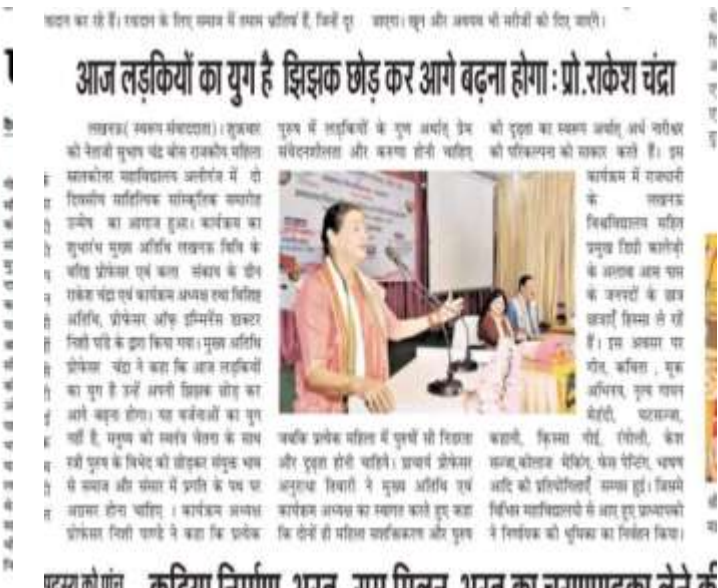 आज लड़कियों का युग है झिझक छोड़ कर आगे बढ़ना होगा : प्रो.राकेश चंद्रा
लखनऊ( स्वरूप संवाददाता)। शुक्रवार
को नेताजी सुभाष चंद्र बोस राजकीय महिला
स्नातकोत्तर महाविद्यालय अलीगंज में दो
दिवसीय साहित्यिक सांस्कृतिक समारोह
उन्मेष का आगाज हुआ। कार्यक्रम का
शुभारंभ मुख्य अतिथि लखनऊ विवि के
वरिष्ठ प्रोफेसर एवं कला संकाय के डीन
राकेश चंद्रा एवं कार्यक्रम अध्यक्ष तथा विशिष्ट
अतिथि, प्रोफेसर ऑफ इम्मिनेंस डाक्टर
निशी पांडे के द्वारा किया गया। मुख्य अतिथि
प्रोफेसर चंद्रा ने कहा कि आज लड़कियों
का युग है उन्हें अपनी झिझक छोड़ कर
आगे बढ़ना होगा। यह वर्जनाओं का युग
नहीं है, मनुष्य को स्वतंत्र चेतना के साथ
स्त्री पुरुष के विभेद को छोड़कर संयुक्त भाव
से समाज और संसार में प्रगति के पथ पर
अग्रसर होना चाहिए । कार्यक्रम अध्यक्ष
प्रोफेसर निशी पाण्डे ने कहा कि प्रत्येक
पुरुष में लड़कियों के गुण अर्थात् प्रेम
संवेदनशीलता और करुणा होनी चाहिए
जबकि प्रत्येक महिला में पुरुषों सी निडरता
और दृढ़ता होनी चाहिये। प्राचार्य प्रोफेसर
अनुराधा तिवारी ने मुख्य अतिथि एवं
कार्यक्रम अध्यक्ष का स्वागत करते हुए कहा
कि दोनों ही महिला सशक्तिकरण और पुरुष
की दृढ़ता का स्वरूप अर्थात् अर्ध नारीश्वर
की परिकल्पना को साकार करते हैं। इस
कार्यक्रम में राजधानी
के लखनऊ
विश्वविद्यालय सहित
प्रमुख डिग्री कालेजों
के अलावा आस पास
के जनपदों के छात्र
छात्राएँ हिस्सा ले रहे
हैं। इस अवसर पर
गीत, कविता , मूक
अभिनय, नृत्य गायन
मेहंदी,
कहानी, किस्सा गोई, रंगोली, केश
सज्जा,कोलाज मेकिंग, फेस पेन्टिंग, भाषण
आदि की प्रतियोगिताएँ सम्पन्न हुई। जिसमे
विभिन्न महाविद्यालयो से आए हुए प्राध्यापको
ने निर्णायक की भूमिका का निर्वहन किया।